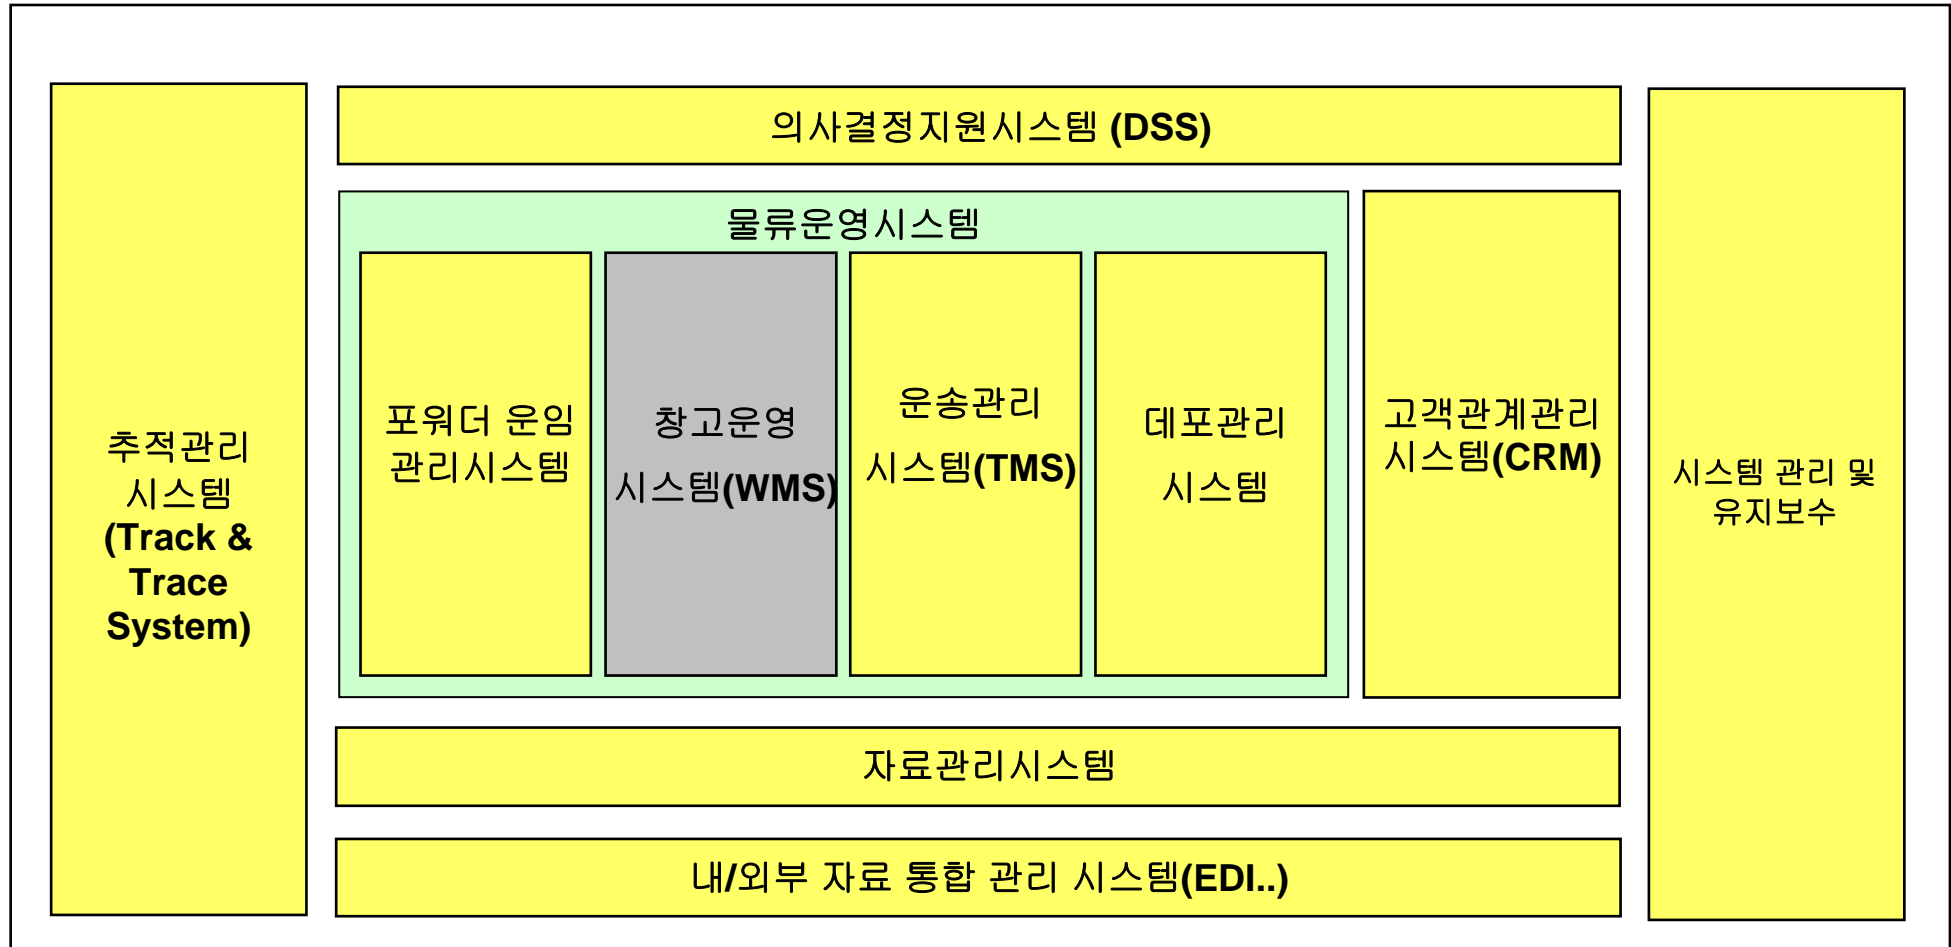 의사결정지원시스템 (DSS)
물류운영시스템
포워더 운임
관리시스템
창고운영
시스템(WMS)
운송관리
시스템(TMS)
데포관리
시스템
고객관계관리
시스템(CRM)
추적관리
시스템
(Track &
Trace
System)
시스템 관리 및
유지보수
자료관리시스템
내/외부 자료 통합 관리 시스템(EDI..)